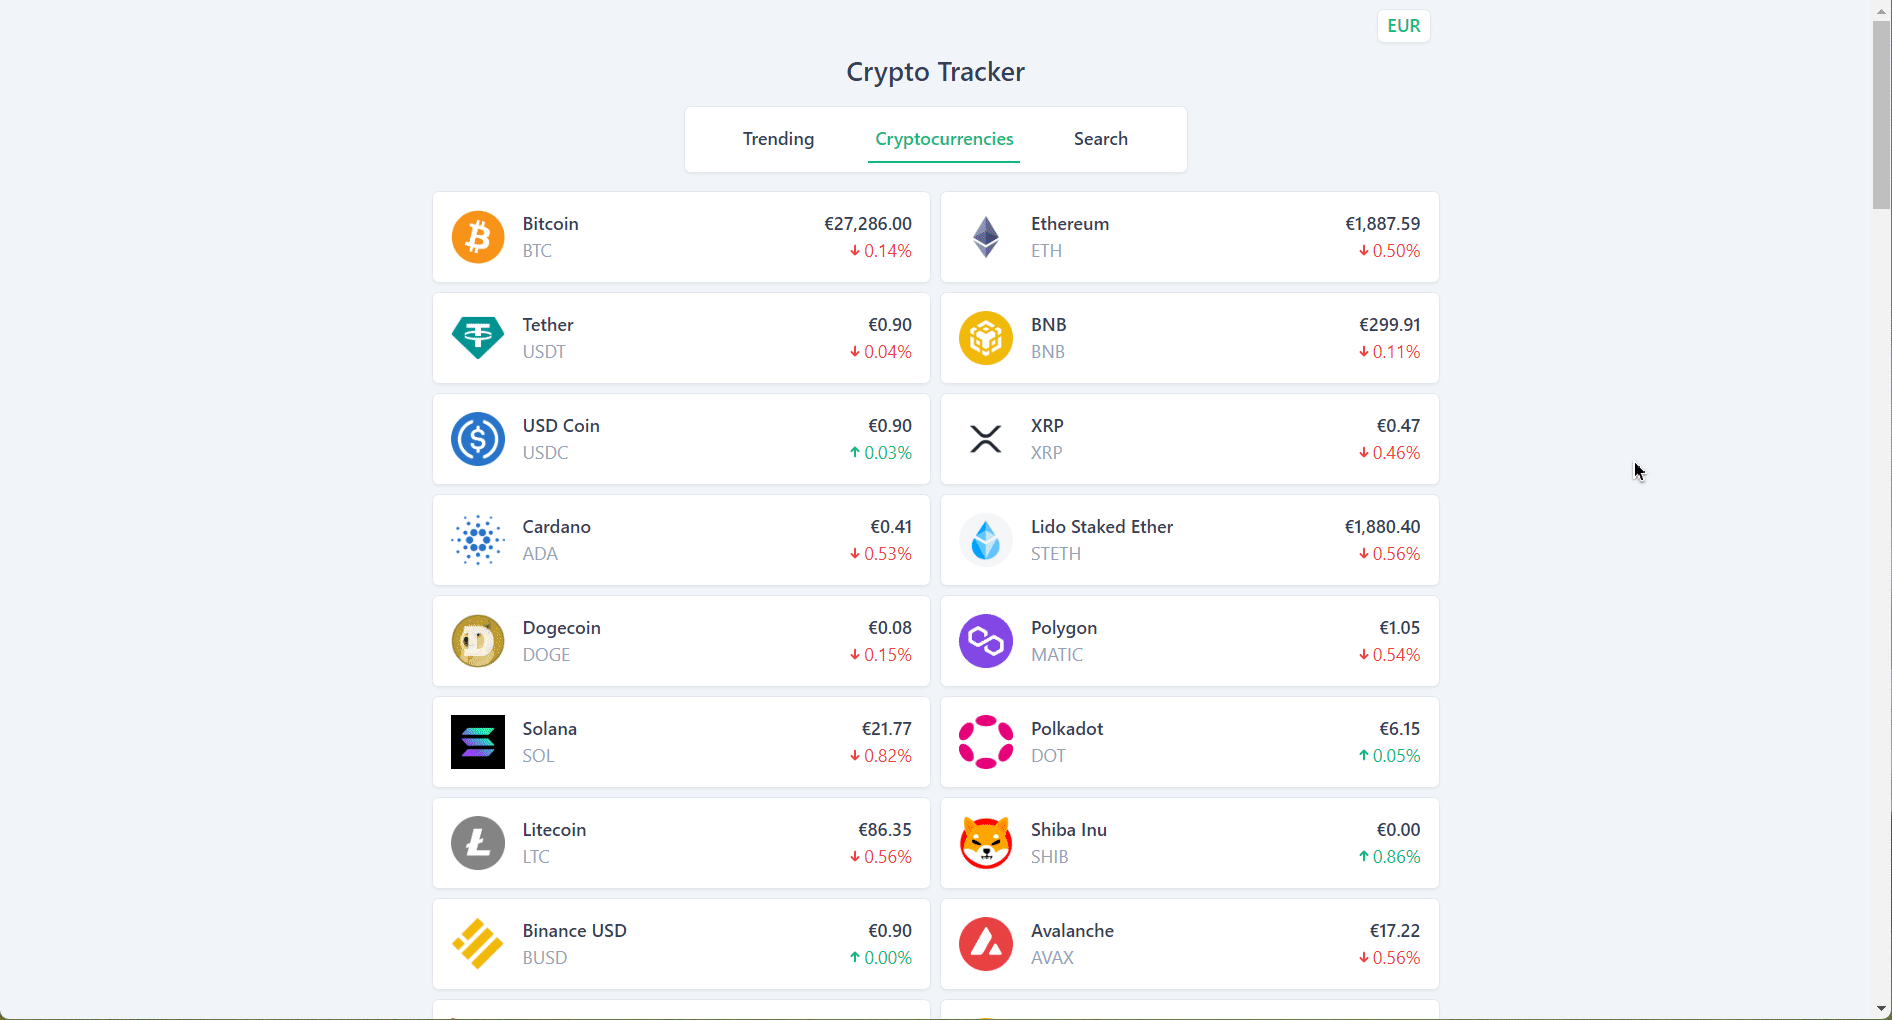 EUR
Crypto Tracker
Trending Cryptocurrencies Search
Bitcoin €27,286.00
BTC 0.14%
Ethereum €1,887.59
ETH 0.50%
Tether €0.90
USDT 0.04%
BNB €299.91
BNB 0.11%
USD Coin €0.90
USDC 0.03%
XRP €0.47
XRP 0.46%
Cardano €0.41
ADA 0.53%
Lido Staked Ether €1,880.40
STETH 0.56%
Dogecoin €0.08
DOGE 0.15%
Polygon €1.05
MATIC 0.54%
Solana €21.77
SOL 0.82%
Polkadot €6.15
DOT 0.05%
Litecoin €86.35
LTC 0.56%
Shiba Inu €0.00
SHIB 0.86%
Binance USD €0.90
BUSD 0.00%
Avalanche €17.22
AVAX 0.56%